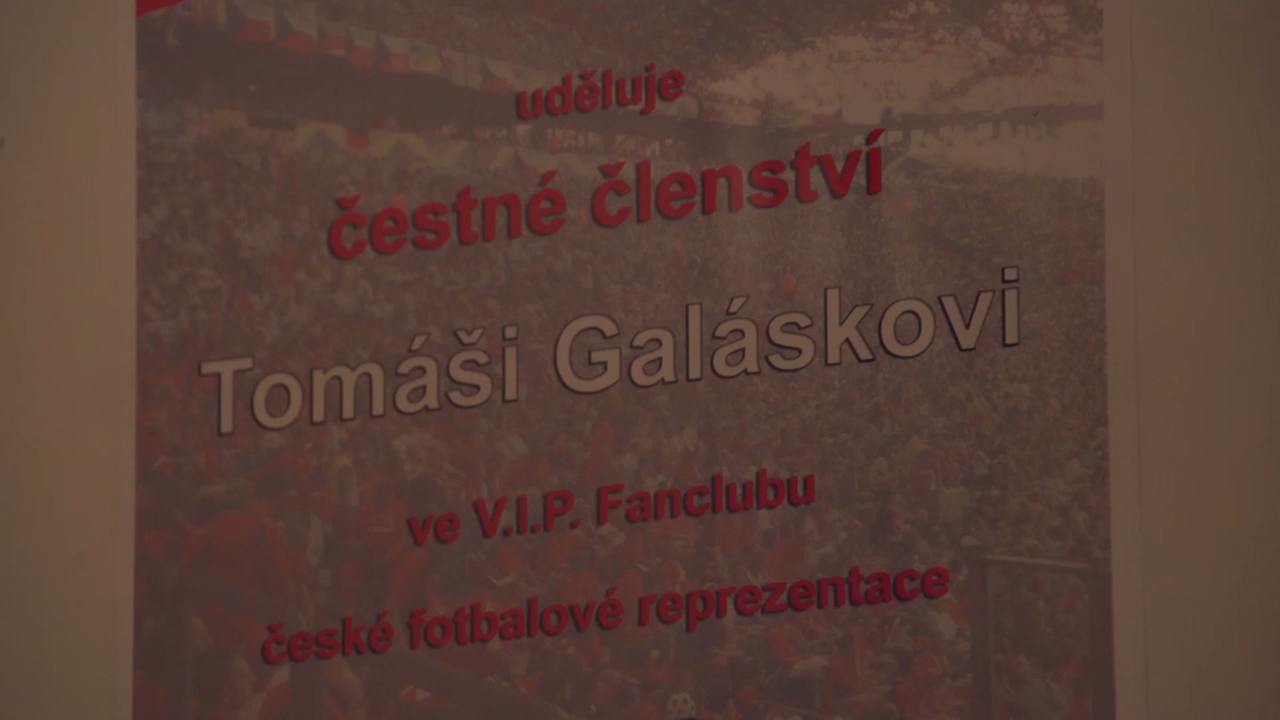 uděluje
čestné členství
Tomáši Galáskovi
ve V.I.P. Fanclubu
české fotbalové reprezentace